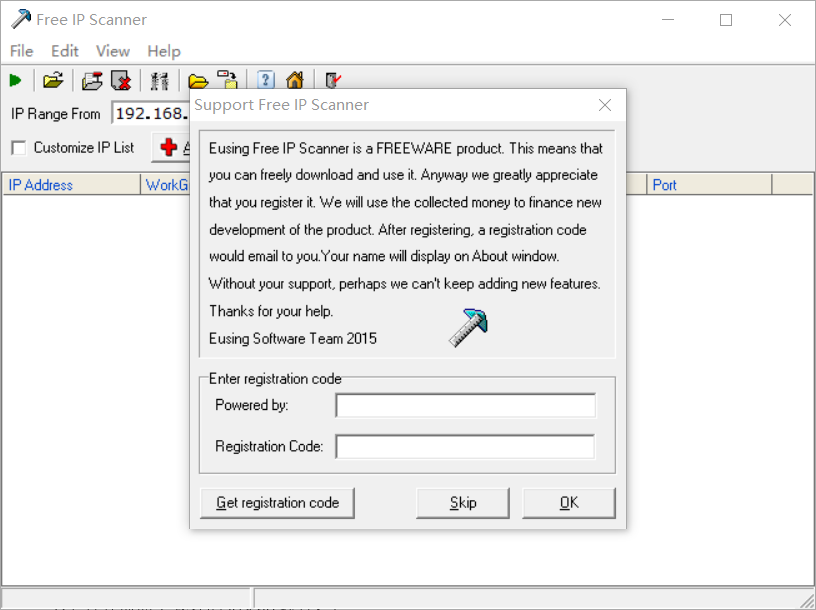 Free IP Scanner
File Edit View Help
IP Range From 192.168.
Customize IP List
IP Address WorkG Port
Support Free IP Scanner
Eusing Free IP Scanner is a FREEWARE product. This means that
you can freely download and use it. Anyway we greatly appreciate
that you register it. We will use the collected money to finance new
development of the product. After registering, a registration code
would email to you.Your name will display on About window.
Without your support, perhaps we can't keep adding new features.
Thanks for your help.
Eusing Software Team 2015
Enter registration code
Powered by:
Registration Code:
Get registration code Skip OK